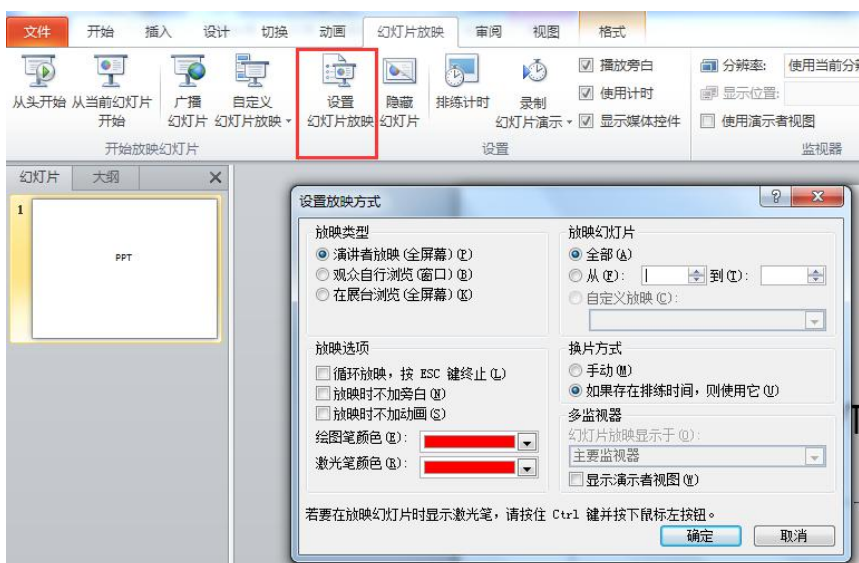 文件 开始 插入 设计 切换 动画 幻灯片放映 审阅 视图 格式
从头开始 从当前幻灯片开始 广播幻灯片 自定义幻灯片放映 设置幻灯片放映 隐藏幻灯片 排练计时 录制幻灯片演示
播放旁白
使用计时
显示媒体控件
分辨率: 使用当前分
显示位置:
使用演示者视图
开始放映幻灯片 设置 监视器
幻灯片 大纲
1
PPT
设置放映方式
放映类型
演讲者放映(全屏幕)(P)
观众自行浏览(窗口)(B)
在展台浏览(全屏幕)(K)
放映幻灯片
全部(A)
从(F): 到(T):
自定义放映(C):
放映选项
循环放映,按 ESC 键终止(L)
放映时不加旁白(N)
放映时不加动画(S)
绘图笔颜色(E):
激光笔颜色(R):
换片方式
手动(M)
如果存在排练时间,则使用它(U)
多监视器
幻灯片放映显示于(O):
主要监视器
显示演示者视图(W)
若要在放映幻灯片时显示激光笔,请按住 Ctrl 键并按下鼠标左按钮。
确定 取消